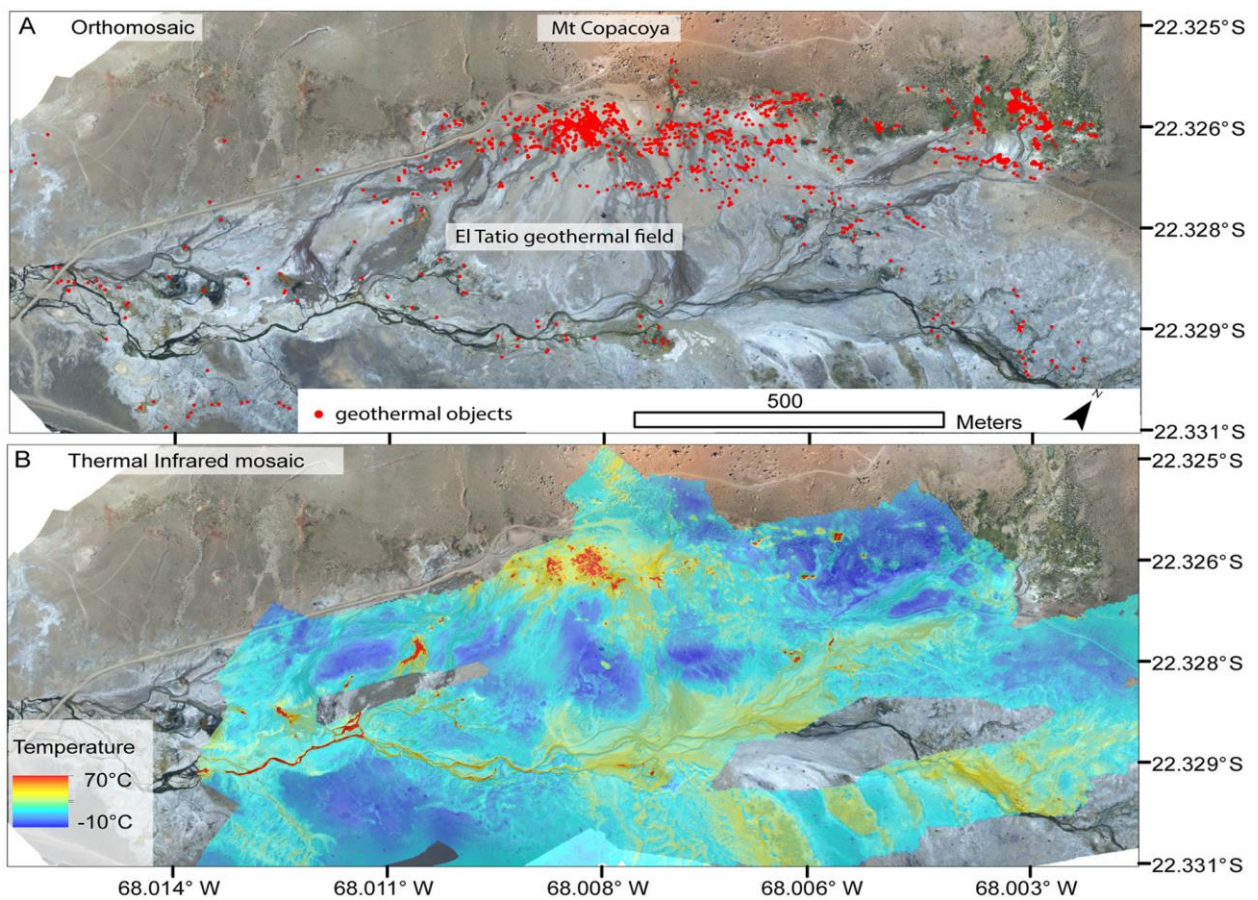 A Orthomosaic
Mt Copacoya
El Tatio geothermal field
geothermal objects
500
Meters
N
22.325°S
22.326°S
22.328°S
22.329°S
22.331°S
B Thermal Infrared mosaic
Temperature
70°C
-10°C
22.325°S
22.326°S
22.328°S
22.329°S
22.331°S
68.014° W
68.011° W
68.008° W
68.006° W
68.003° W